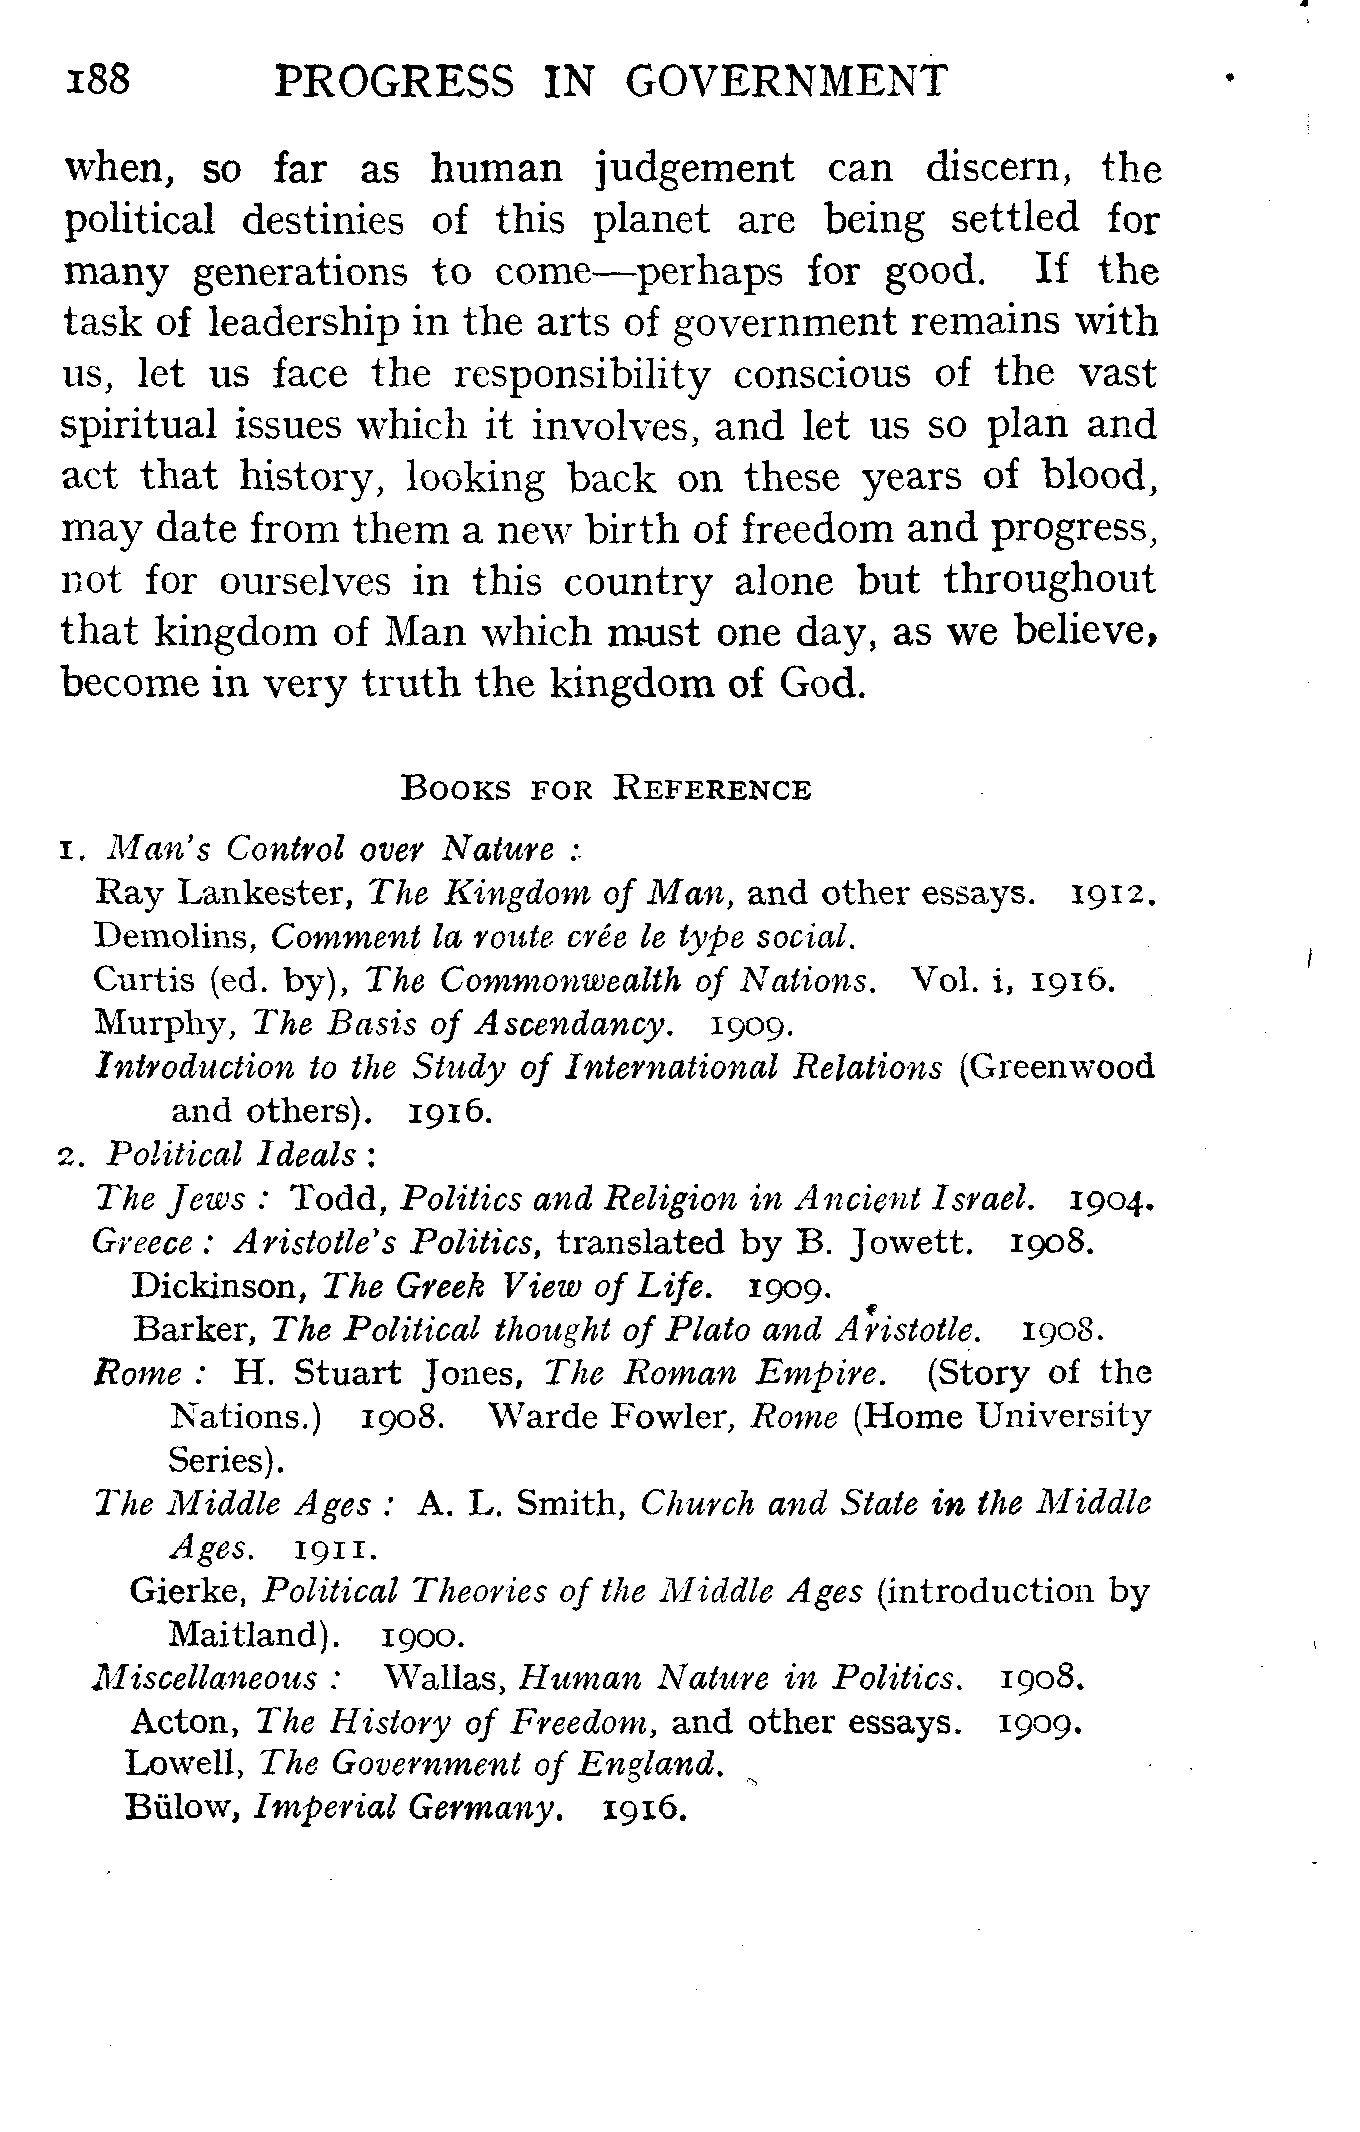 188 PROGRESS IN GOVERNMENT
when, so far as human judgement can discern, the
political destinies of this planet are being settled for
many generations to come—perhaps for good. If the
task of leadership in the arts of government remains with
us, let us face the responsibility conscious of the vast
spiritual issues which it involves, and let us so plan and
act that history, looking back on these years of blood,
may date from them a new birth of freedom and progress,
not for ourselves in this country alone but throughout
that kingdom of Man which must one day, as we believe,
become in very truth the kingdom of God.
BOOKS FOR REFERENCE
1. Man's Control over Nature :
Ray Lankester, The Kingdom of Man, and other essays. 1912.
Demolins, Comment la route crée le type social.
Curtis (ed. by), The Commonwealth of Nations. Vol. i, 1916.
Murphy, The Basis of Ascendancy. 1909.
Introduction to the Study of International Relations (Greenwood
and others). 1916.
2. Political Ideals :
The Jews : Todd, Politics and Religion in Ancient Israel. 1904.
Greece : Aristotle's Politics, translated by B. Jowett. 1908.
Dickinson, The Greek View of Life. 1909.
Barker, The Political thought of Plato and Aristotle. 1908.
Rome : H. Stuart Jones, The Roman Empire. (Story of the
Nations.) 1908. Warde Fowler, Rome (Home University
Series).
The Middle Ages : A. L. Smith, Church and State in the Middle
Ages. 1911.
Gierke, Political Theories of the Middle Ages (introduction by
Maitland). 1900.
Miscellaneous : Wallas, Human Nature in Politics. 1908.
Acton, The History of Freedom, and other essays. 1909.
Lowell, The Government of England.
Bülow, Imperial Germany. 1916.